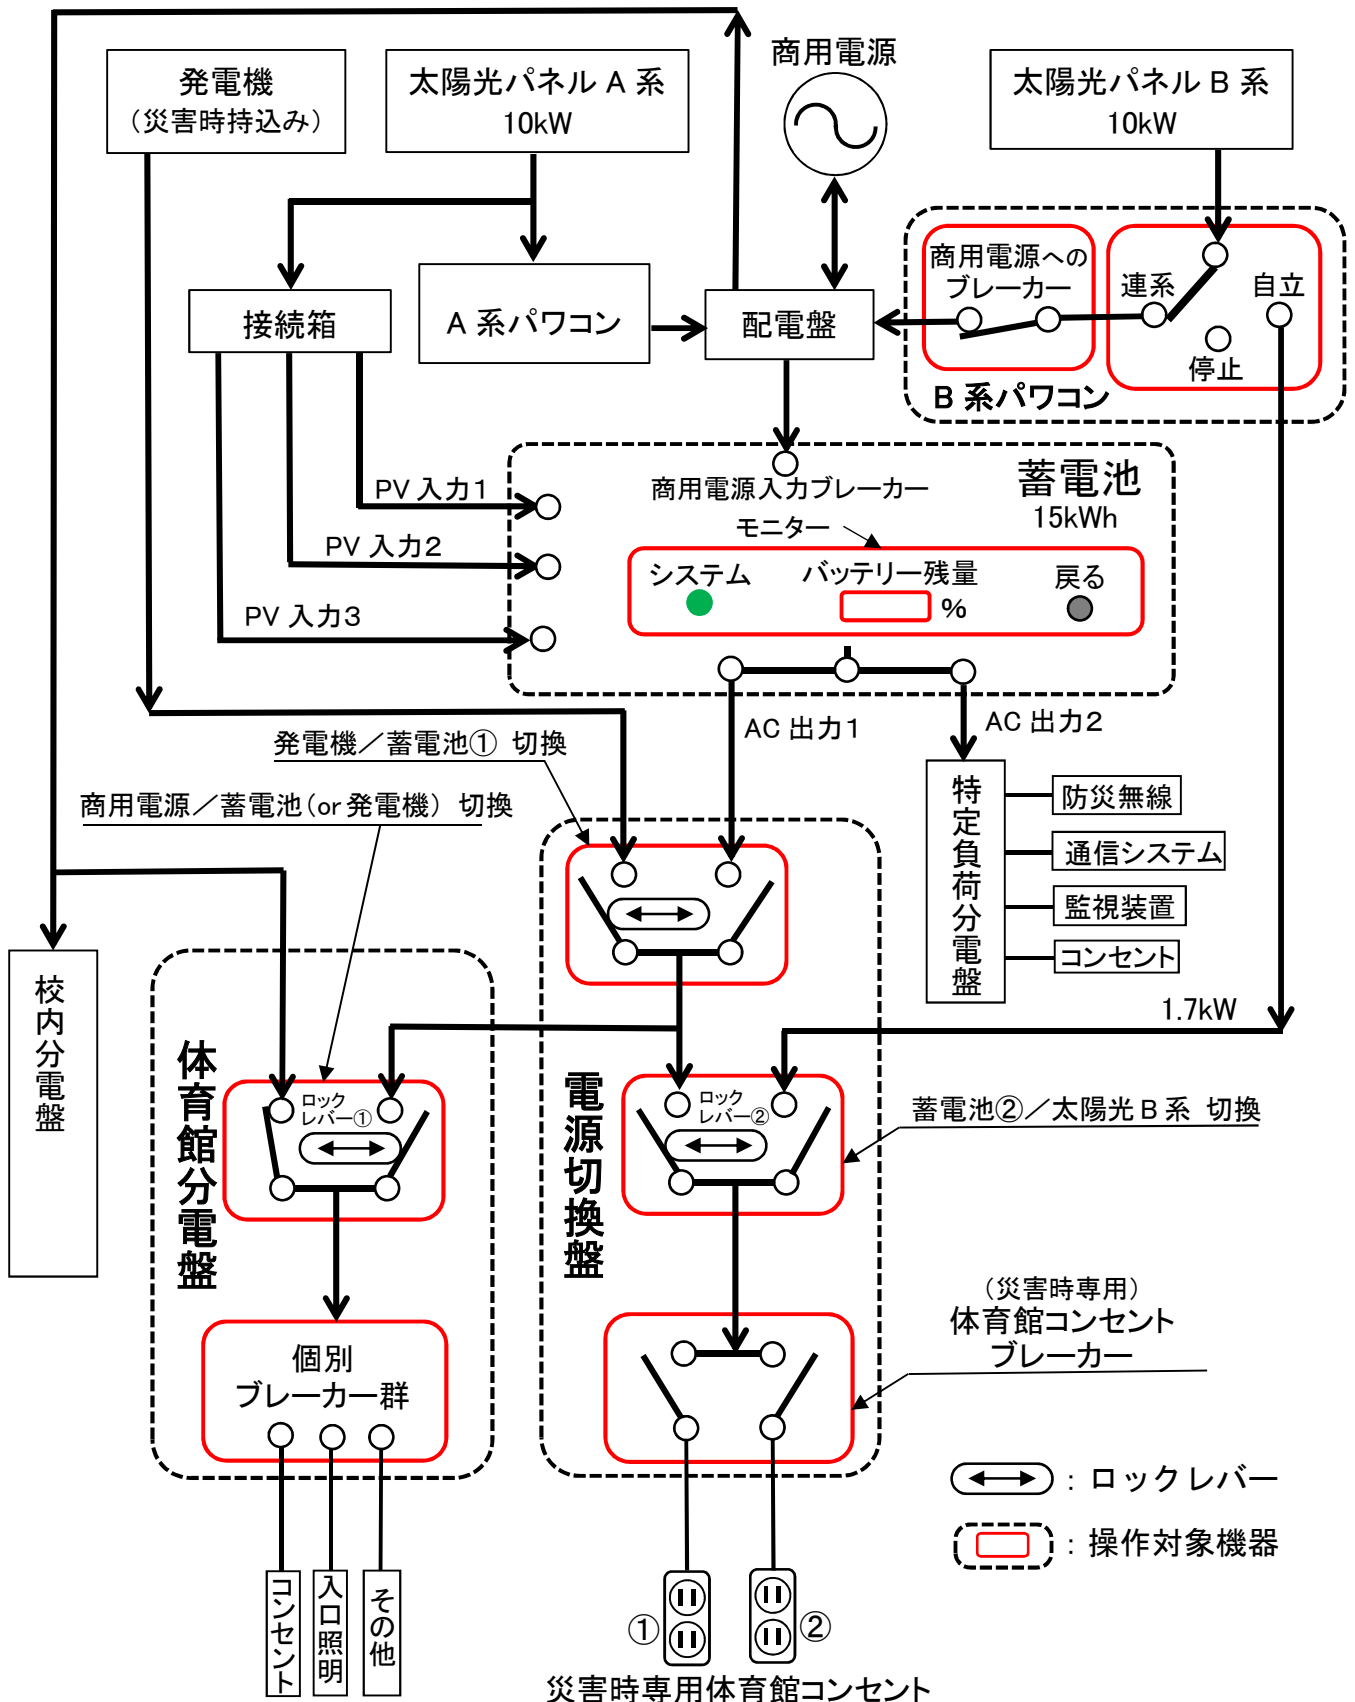 商用電源
発電機
（災害時持込み）
太陽光パネル A 系
10kW
太陽光パネル B 系
10kW
商用電源への
ブレーカー
連系
自立
停止
B 系パワコン
接続箱
A 系パワコン
配電盤
蓄電池
15kWh
商用電源入力ブレーカー
モニター
PV 入力1
PV 入力2
PV 入力3
システム
バッテリー残量
戻る
%
AC 出力1
AC 出力2
発電機／蓄電池① 切換
商用電源／蓄電池（or 発電機） 切換
特定負荷分電盤
防災無線
通信システム
監視装置
コンセント
1.7kW
校内分電盤
体育館分電盤
ロック
レバー①
電源切換盤
ロック
レバー②
蓄電池②／太陽光 B 系 切換
個別
ブレーカー群
（災害時専用）
体育館コンセント
ブレーカー
：ロックレバー
：操作対象機器
コンセント
入口照明
その他
①
②
災害時専用体育館コンセント